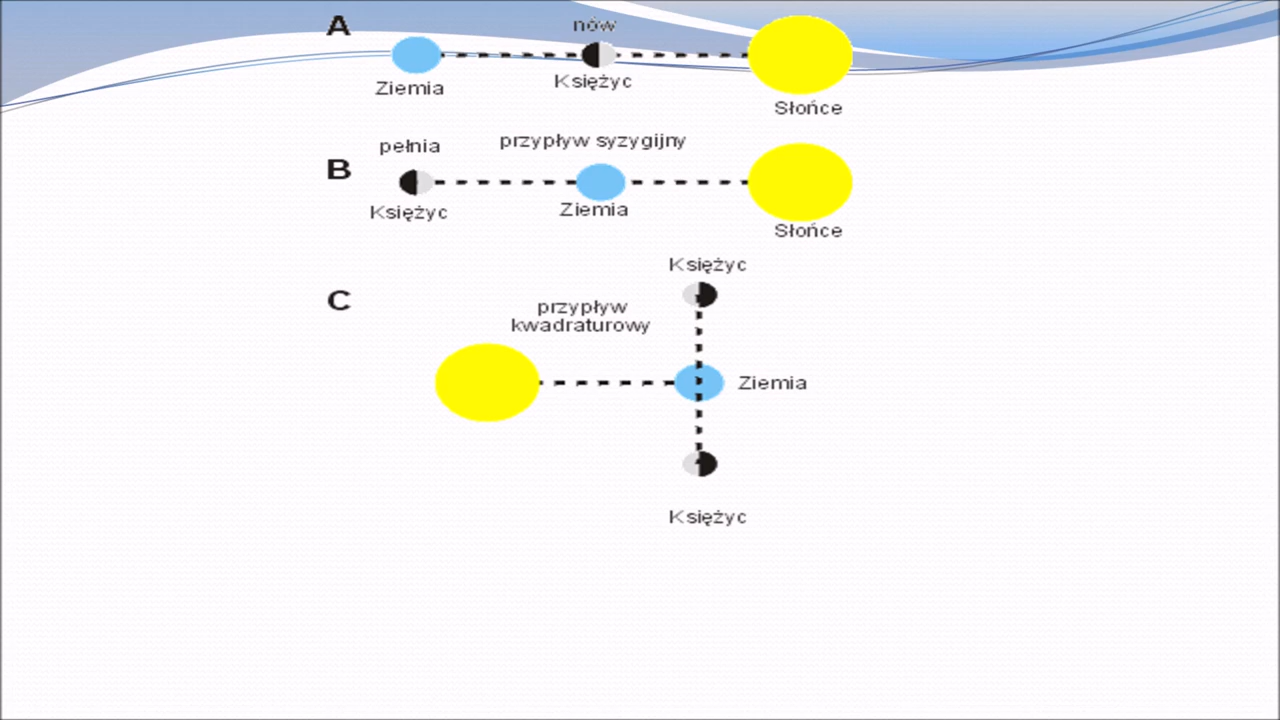 A
nów
Ziemia
Księżyc
Słońce
B
pełnia
przypływ syzygijny
Księżyc
Ziemia
Słońce
C
Księżyc
przypływ
kwadraturowy
Ziemia
Księżyc